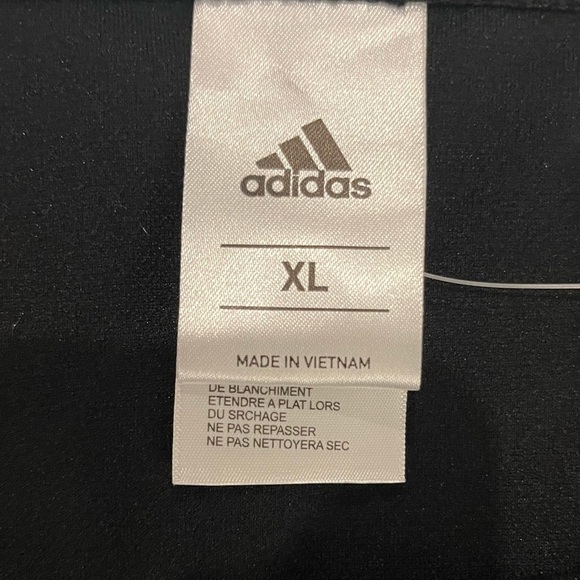 adidas
XL
MADE IN VIETNAM
DE BLANCHIMENT
ETENDRE A PLAT LORS
DU SRCHAGE
NE PAS REPASSER
NE PAS NETTOYERA SEC